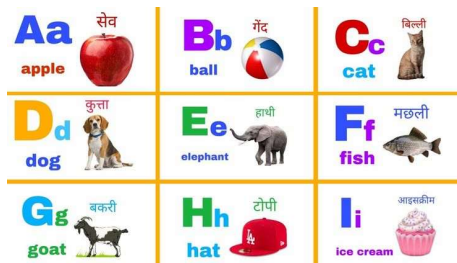 Aa
सेव
apple
Bb
गेंद
ball
Cc
बिल्ली
cat
Dd
कुत्ता
dog
Ee
हाथी
elephant
Ff
मछली
fish
Gg
बकरी
goat
Hh
टोपी
LA
hat
Ii
आइसक्रीम
ice cream